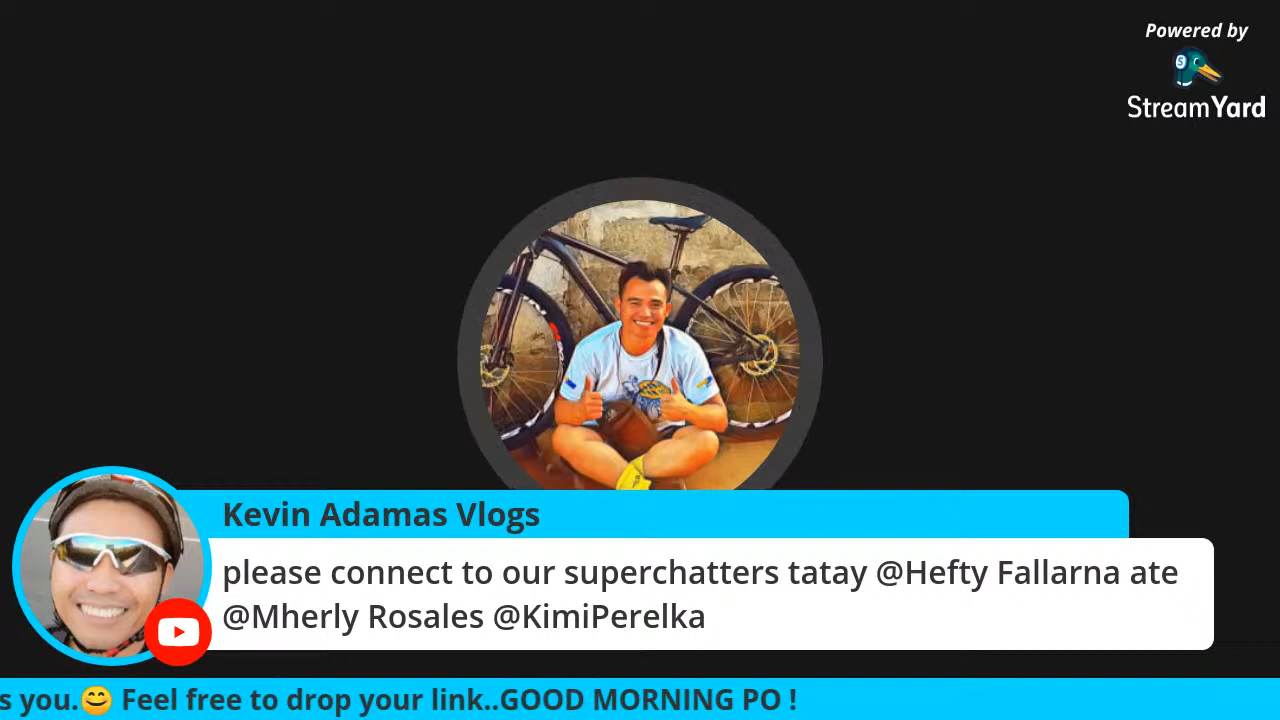 Powered by
StreamYard
Kevin Adamas Vlogs
please connect to our superchatters tatay @Hefty Fallarna ate
@Mherly Rosales @KimiPerelka
s you.😊 Feel free to drop your link..GOOD MORNING PO !